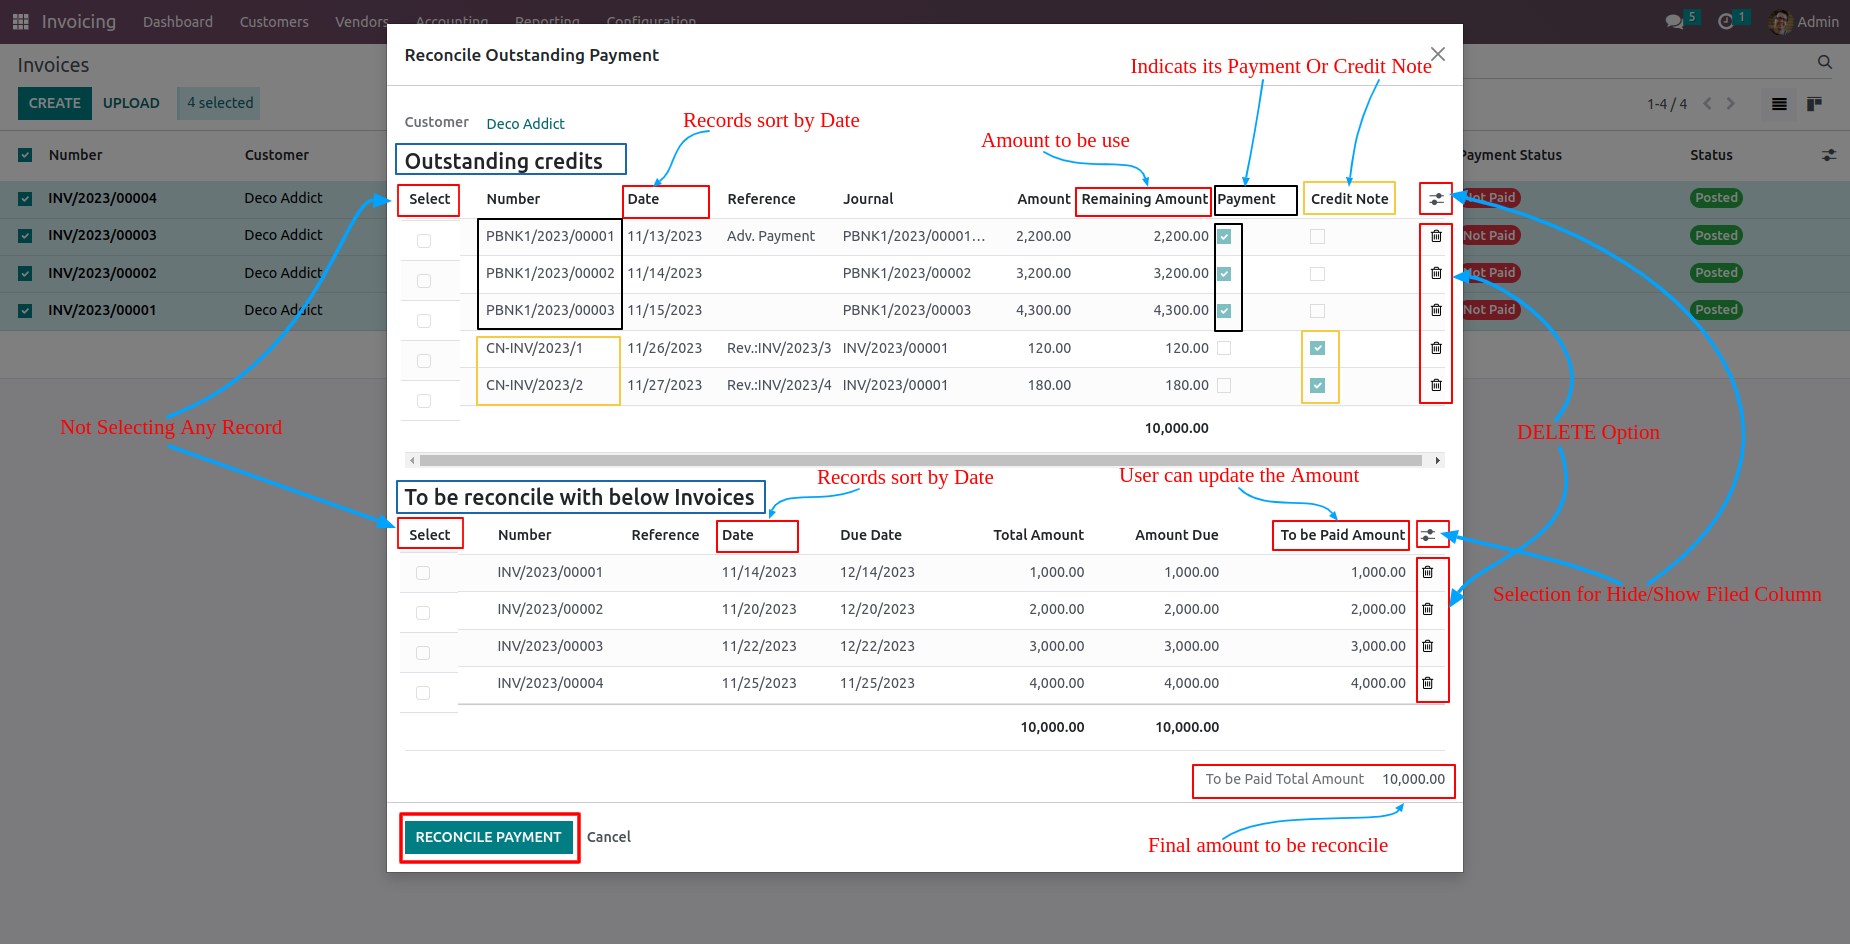 Invoicing Dashboard Customers Vendors Accounting Reporting Configuration 5 1 Admin
Invoices
CREATE UPLOAD 4 selected
1-4 / 4
Number Customer Payment Status Status
INV/2023/00004 Deco Addict Not Paid Posted
INV/2023/00003 Deco Addict Not Paid Posted
INV/2023/00002 Deco Addict Not Paid Posted
INV/2023/00001 Deco Addict Not Paid Posted
Reconcile Outstanding Payment
Indicats its Payment Or Credit Note
Customer Deco Addict
Records sort by Date
Amount to be use
Outstanding credits
Select Number Date Reference Journal Amount Remaining Amount Payment Credit Note
PBNK1/2023/00001 11/13/2023 Adv. Payment PBNK1/2023/00001... 2,200.00 2,200.00
PBNK1/2023/00002 11/14/2023 PBNK1/2023/00002 3,200.00 3,200.00
PBNK1/2023/00003 11/15/2023 PBNK1/2023/00003 4,300.00 4,300.00
CN-INV/2023/1 11/26/2023 Rev.:INV/2023/3 INV/2023/00001 120.00 120.00
CN-INV/2023/2 11/27/2023 Rev.:INV/2023/4 INV/2023/00001 180.00 180.00
10,000.00
Not Selecting Any Record
DELETE Option
Records sort by Date
User can update the Amount
To be reconcile with below Invoices
Select Number Reference Date Due Date Total Amount Amount Due To be Paid Amount
INV/2023/00001 11/14/2023 12/14/2023 1,000.00 1,000.00 1,000.00
INV/2023/00002 11/20/2023 12/20/2023 2,000.00 2,000.00 2,000.00
INV/2023/00003 11/22/2023 12/22/2023 3,000.00 3,000.00 3,000.00
INV/2023/00004 11/25/2023 11/25/2023 4,000.00 4,000.00 4,000.00
10,000.00 10,000.00
Selection for Hide/Show Filed Column
To be Paid Total Amount 10,000.00
RECONCILE PAYMENT Cancel
Final amount to be reconcile